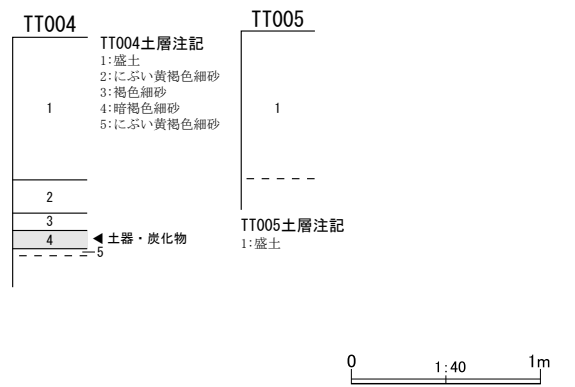 TT004
TT004土層注記
1:盛土
2:にぶい黄褐色細砂
3:褐色細砂
4:暗褐色細砂
5:にぶい黄褐色細砂
1
2
3
4
◀土器・炭化物
5
TT005
1
TT005土層注記
1:盛土
0
1:40
1m